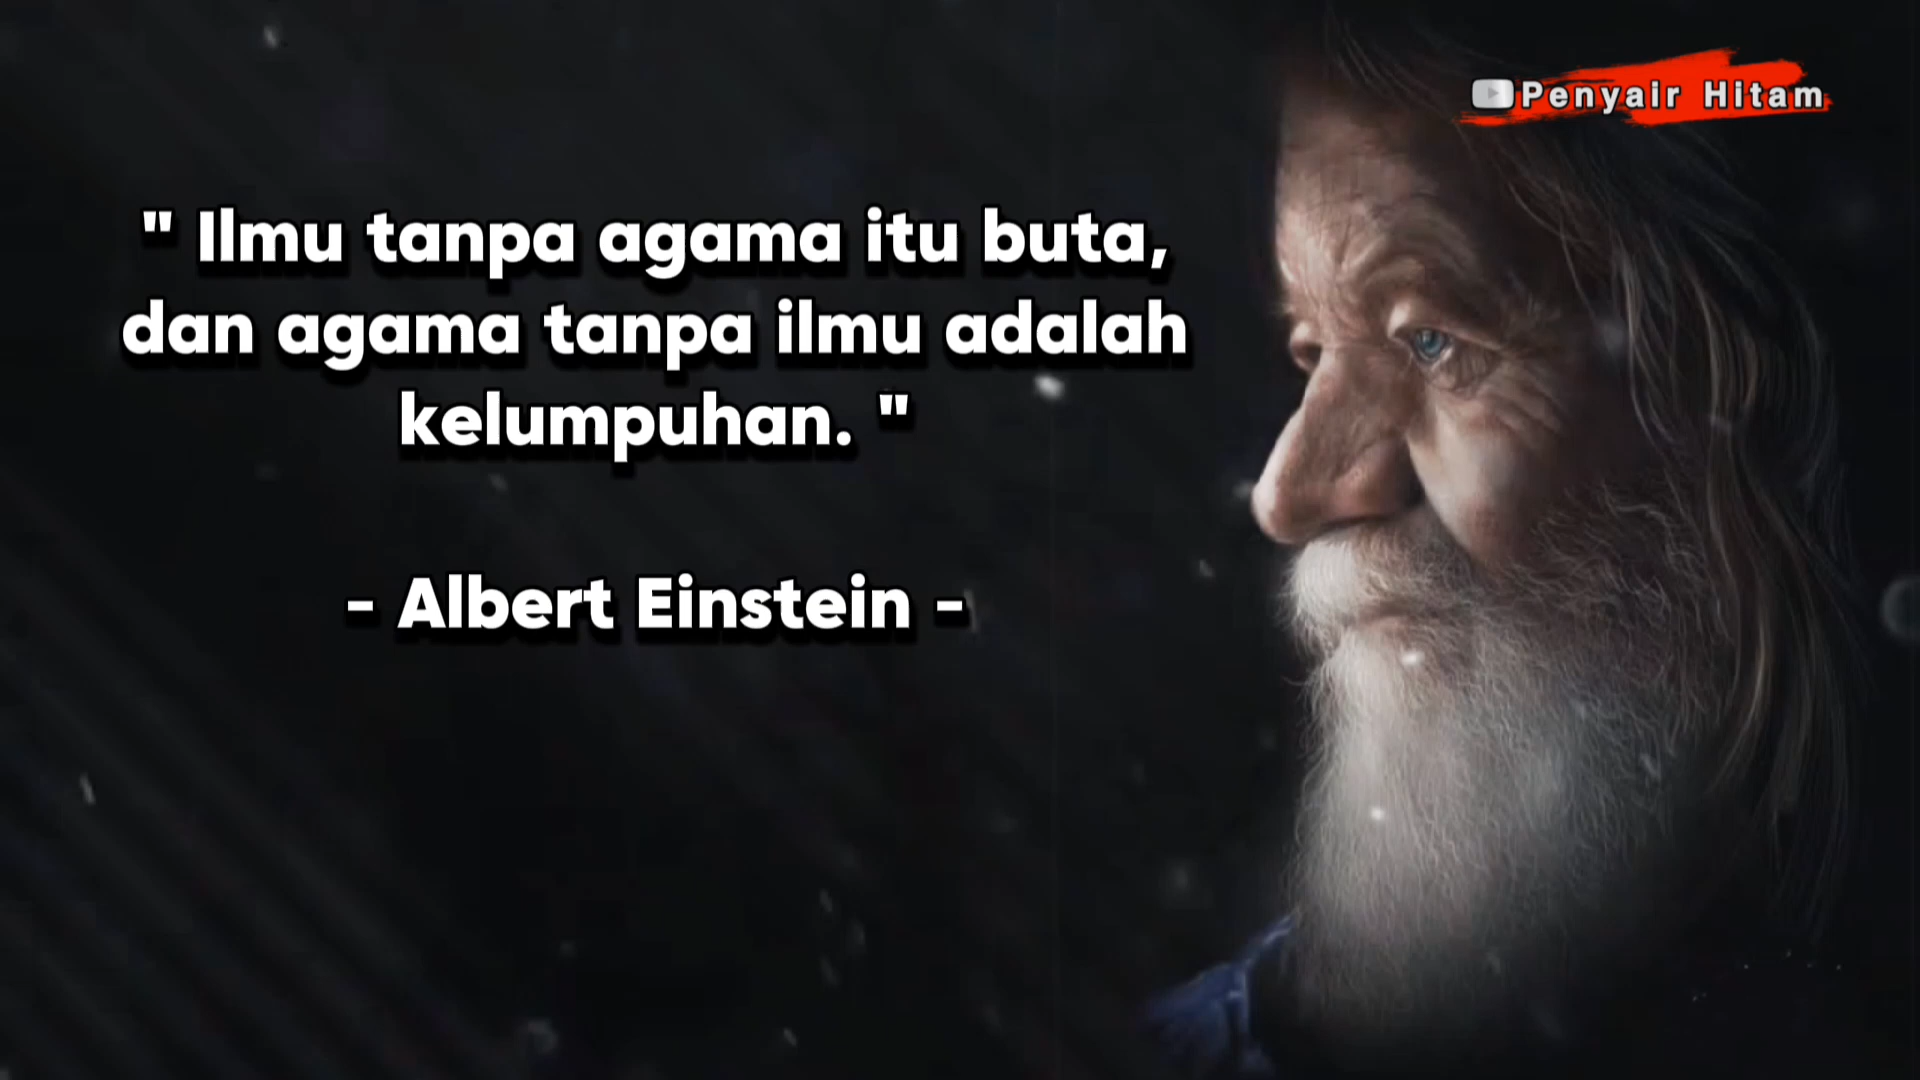 Penyair Hitam
" Ilmu tanpa agama itu buta,
dan agama tanpa ilmu adalah
kelumpuhan. "
- Albert Einstein -